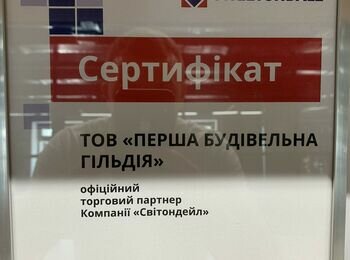 Сертифікат
ТОВ «ПЕРША БУДІВЕЛЬНА
ГІЛЬДІЯ»
офіційний
торговий партнер
Компанії «Світондейл»